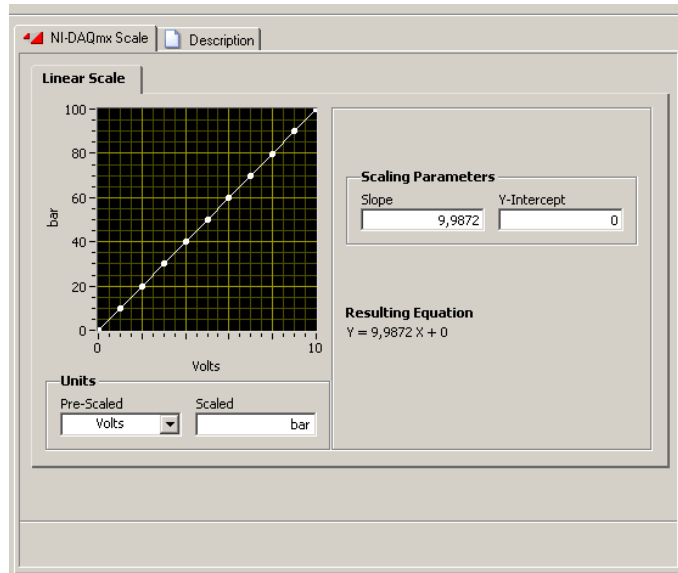 NI-DAQmx Scale
Description
Linear Scale
100
80
60
40
20
0
bar
0
10
Volts
Units
Pre-Scaled
Scaled
Volts
bar
Scaling Parameters
Slope
Y-Intercept
9,9872
0
Resulting Equation
Y = 9,9872 X + 0